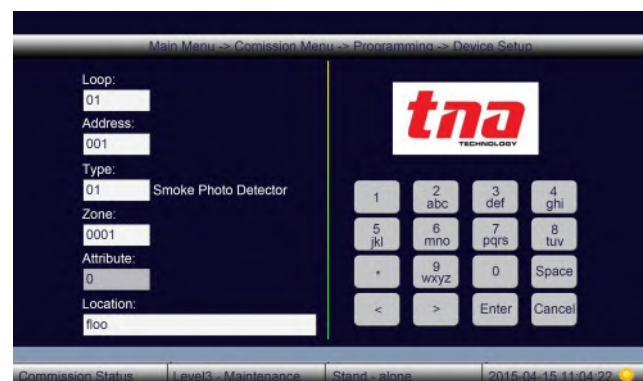 Main Menu -> Comission Menu -> Programming -> Device Setup
Loop:
01
Address:
001
Type:
01 Smoke Photo Detector
Zone:
0001
Attribute:
0
Location:
floo
tna
TECHNOLOGY
1 2 abc 3 def 4 ghi
5 jkl 6 mno 7 pqrs 8 tuv
* 9 wxyz 0 Space
< > Enter Cancel
Commission Status Level3 - Maintenance Stand - alone 2015-04-15 11:04:22